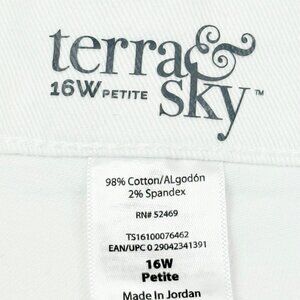 terra &
16W PETITE sky™
98% Cotton/ALgodón
2% Spandex
RN# 52469
TS16100076462
EAN/UPC 0 29042341391
16W
Petite
Made In Jordan